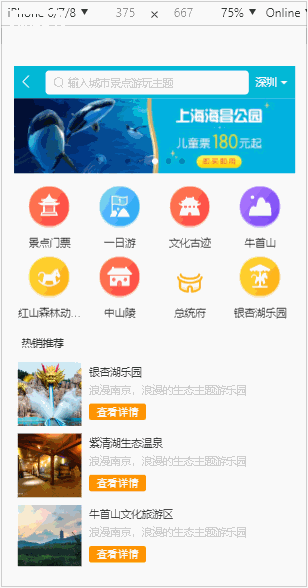 iPhone 6/7/8 ▼ 375 × 667 75% ▼ Online
输入城市景点游玩主题 深圳
上海海昌公园
儿童票180元起
景点门票 一日游 文化古迹 牛首山
红山森林动... 中山陵 总统府 银杏湖乐园
热销推荐
银杏湖乐园
浪漫南京，浪漫的生态主题游乐园
查看详情
紫清湖生态温泉
浪漫南京，浪漫的生态主题游乐园
查看详情
牛首山文化旅游区
浪漫南京，浪漫的生态主题游乐园
查看详情